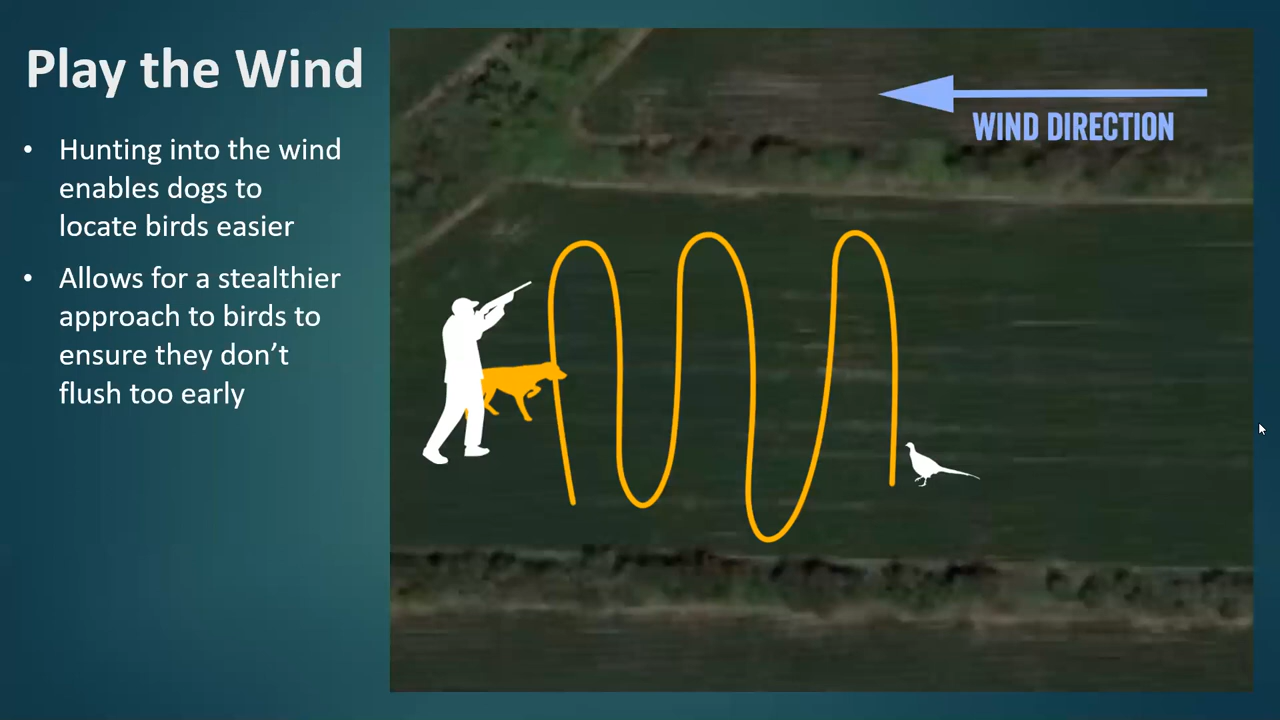 Play the Wind
• Hunting into the wind
enables dogs to
locate birds easier
• Allows for a stealthier
approach to birds to
ensure they don’t
flush too early
WIND DIRECTION